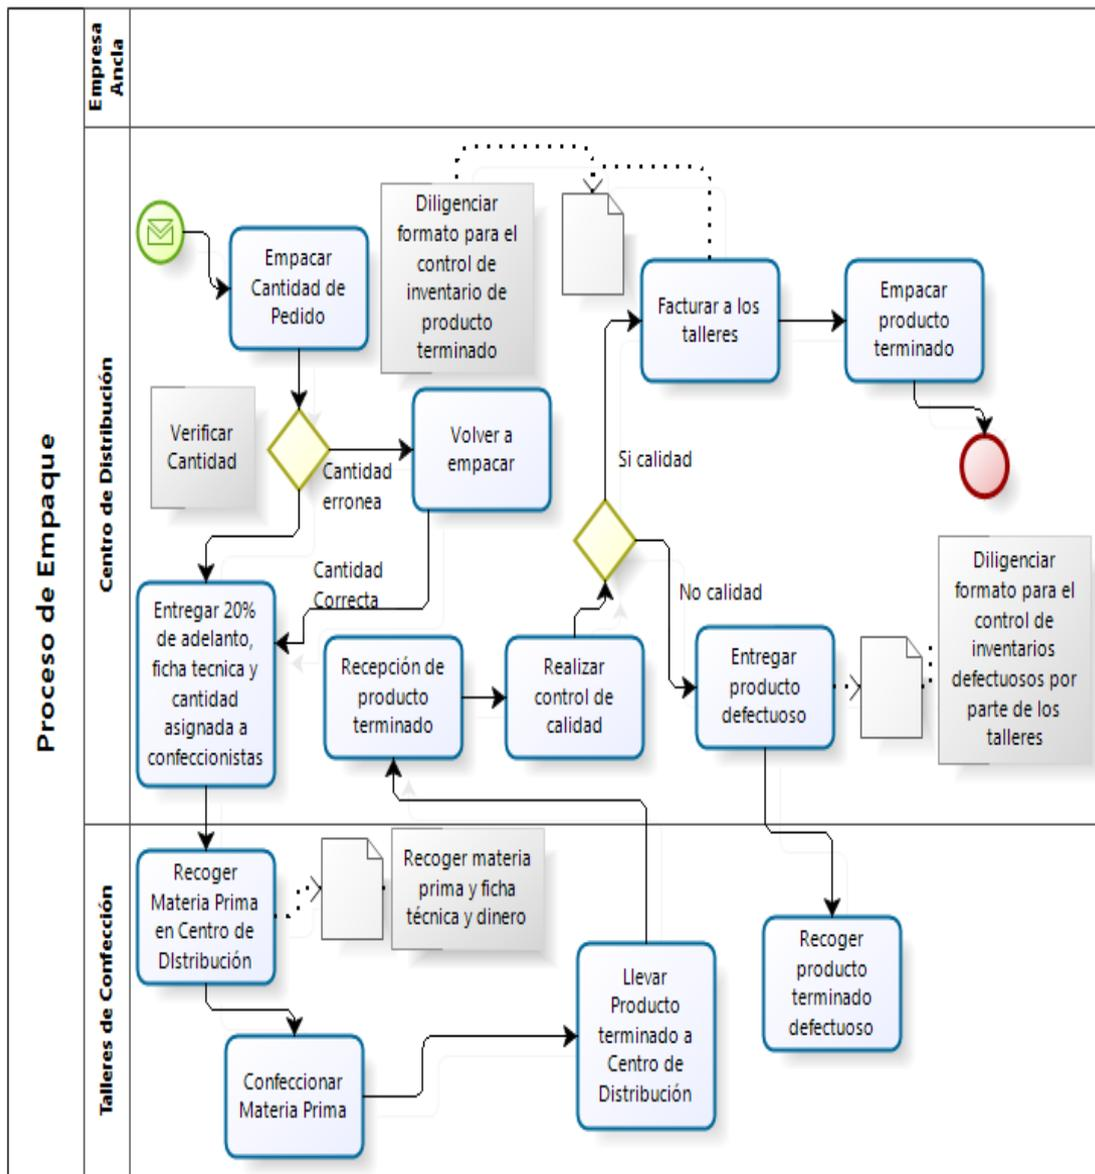 Proceso de Empaque
Empresa
Ancla
Centro de Distribución
Talleres de Confección
Empacar
Cantidad de
Pedido
Diligenciar
formato para el
control de
inventario de
producto
terminado
Facturar a los
talleres
Empacar
producto
terminado
Verificar
Cantidad
Cantidad
erronea
Volver a
empacar
Si calidad
Cantidad
Correcta
No calidad
Entregar 20%
de adelanto,
ficha tecnica y
cantidad
asignada a
confeccionistas
Recepción de
producto
terminado
Realizar
control de
calidad
Entregar
producto
defectuoso
Diligenciar
formato para el
control de
inventarios
defectuosos por
parte de los
talleres
Recoger
Materia Prima
en Centro de
DIstribución
Recoger materia
prima y ficha
técnica y dinero
Confeccionar
Materia Prima
Llevar
Producto
terminado a
Centro de
Distribución
Recoger
producto
terminado
defectuoso